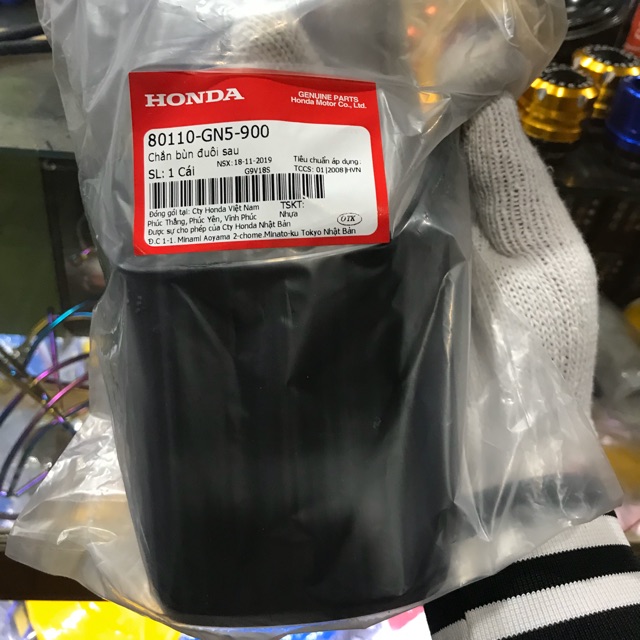 HONDA
GENUINE PARTS
Honda Motor Co., Ltd.
80110-GN5-900
Chắn bùn đuôi sau
NSX: 18-11-2019
Tiêu chuẩn áp dụng:
SL: 1 Cái
G9V18S
TCCS: 01|2008|HVN
Đóng gói tại: Cty Honda Việt Nam
TSKT:
Phúc Thắng, Phúc Yên, Vĩnh Phúc
Nhựa
Được sự cho phép của Cty Honda Nhật Bản
OTK
Đ.C 1-1. Minami Aoyama 2-chome.Minato-ku Tokyo Nhật Bản